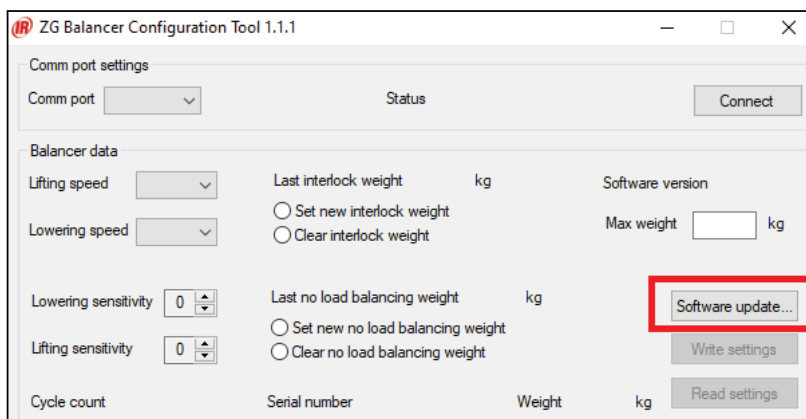 IR ZG Balancer Configuration Tool 1.1.1
Comm port settings
Comm port Status Connect
Balancer data
Lifting speed Last interlock weight kg Software version
Set new interlock weight
Lowering speed Clear interlock weight Max weight kg
Lowering sensitivity 0 Last no load balancing weight kg Software update...
Set new no load balancing weight
Lifting sensitivity 0 Clear no load balancing weight Write settings
Cycle count Serial number Weight kg Read settings